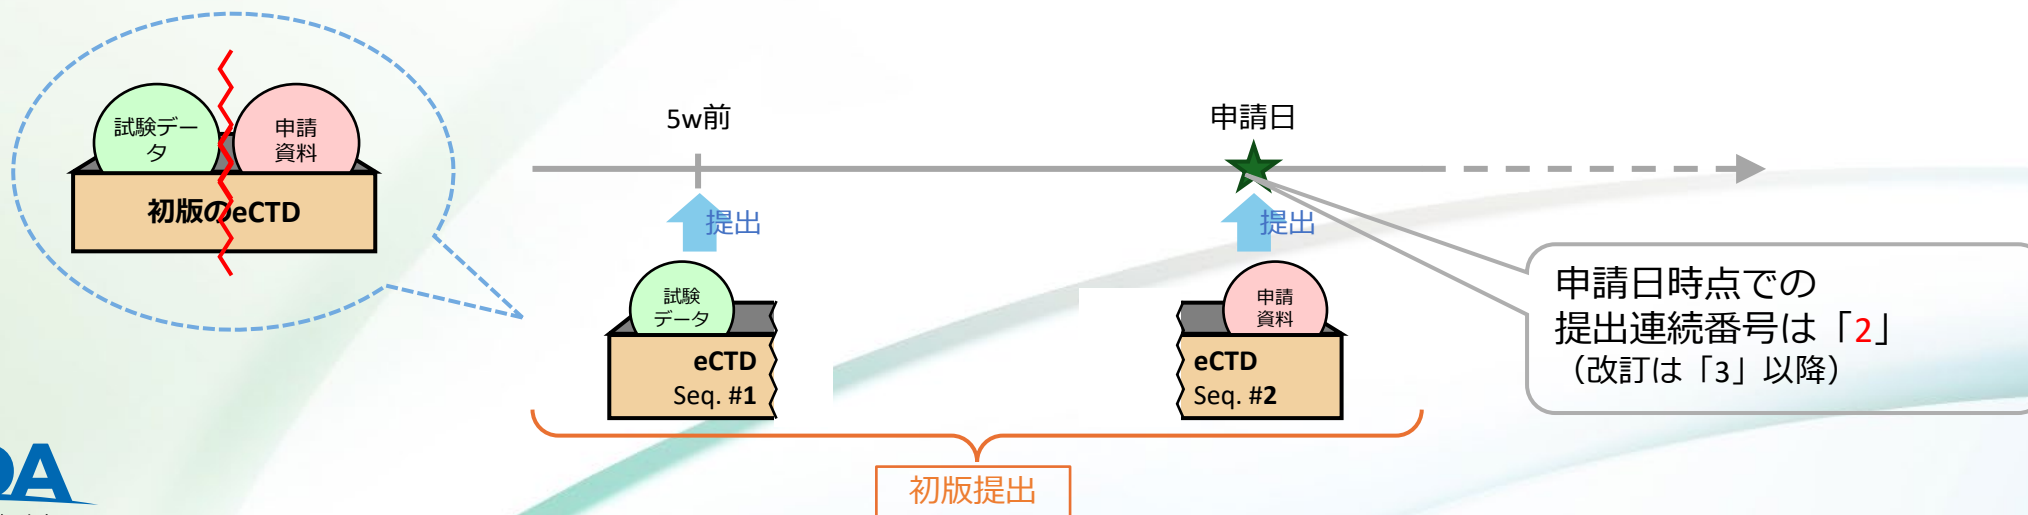 試験デー
タ
申請
資料
初版のeCTD
5w前
申請日
提出
提出
試験
データ
eCTD
Seq. #1
申請
資料
eCTD
Seq. #2
申請日時点での
提出連続番号は「2」
（改訂は「3」以降）
初版提出